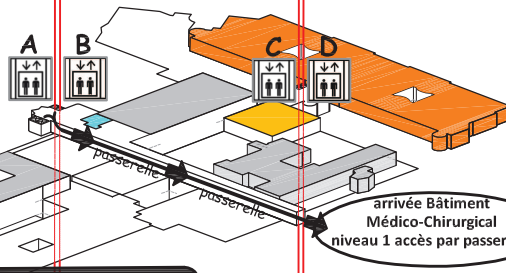 A B C D
passerelle
passerelle
arrivée Bâtiment
Médico-Chirurgical
niveau 1 accès par passer